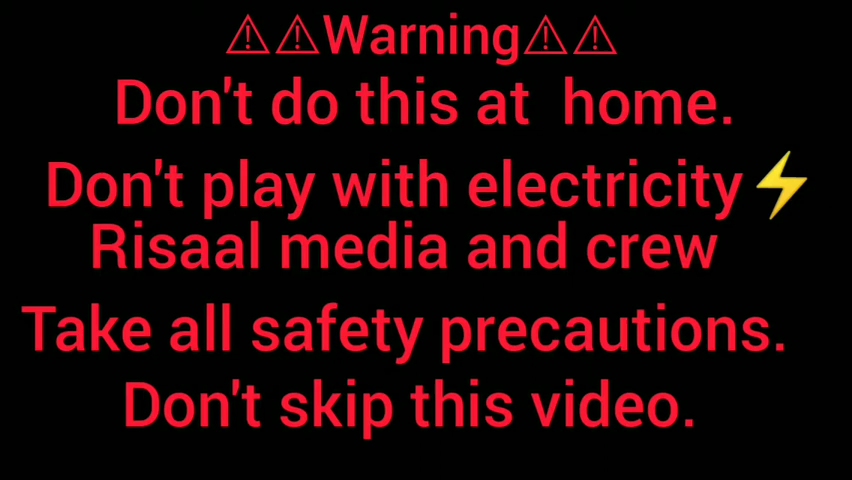 ⚠⚠Warning⚠⚠
Don't do this at home.
Don't play with electricity⚡
Risaal media and crew
Take all safety precautions.
Don't skip this video.